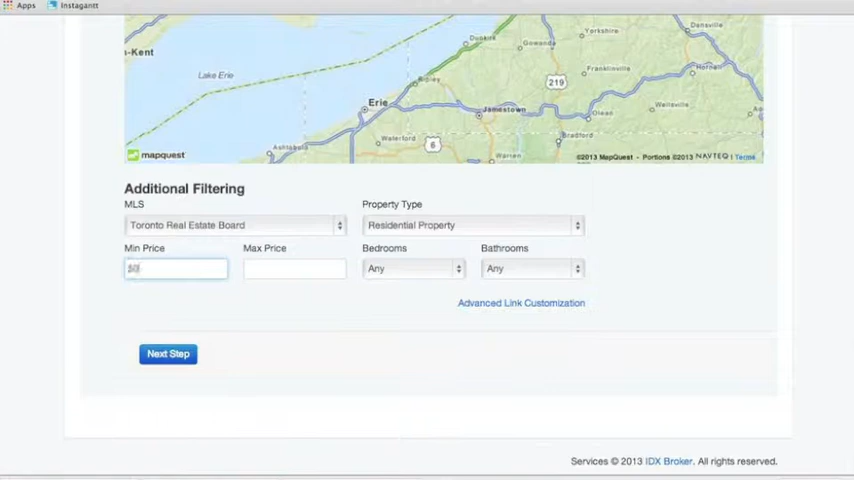 Apps Instagantt
-Kent
Lake Erie
Erie
Dunkirk
Gowanda
Yorkshire
Dansville
Franklinville
Hornell
219
Ripley
Jamestown
Olean
Wellsville
Ashtabula
Waterford
6
Bradford
Warren
mapquest
©2013 MapQuest - Portions ©2013 NAVTEQ | Terms
Additional Filtering
MLS
Property Type
Toronto Real Estate Board
Residential Property
Min Price
Max Price
Bedrooms
Bathrooms
Any
Any
Advanced Link Customization
Next Step
Services © 2013 IDX Broker. All rights reserved.